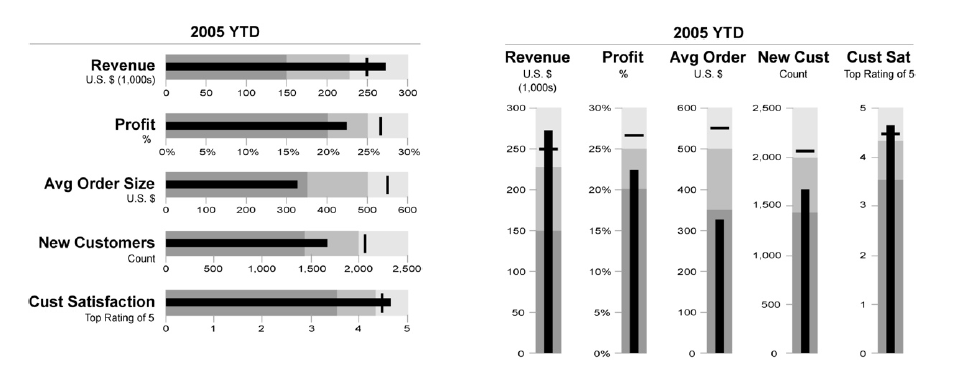 2005 YTD
Revenue
U.S. $ (1,000s)
0 50 100 150 200 250 300
Profit
%
0% 10% 15% 15% 20% 25% 30%
Avg Order Size
U.S. $
0 100 200 300 400 500 600
New Customers
Count
0 500 1,000 1,500 2,000 2,500
Cust Satisfaction
Top Rating of 5
0 1 2 3 4 5
2005 YTD
Revenue Profit Avg Order New Cust Cust Sat
U.S. $ % U.S. $ Count Top Rating of 5
(1,000s)
300 30% 600 2,500 5
250 25% 500 2,000 4
200 20% 400 1,500 3
150 15% 300 1,000 2
100 10% 200 500 1
50 5% 100 0 0
0 0% 0